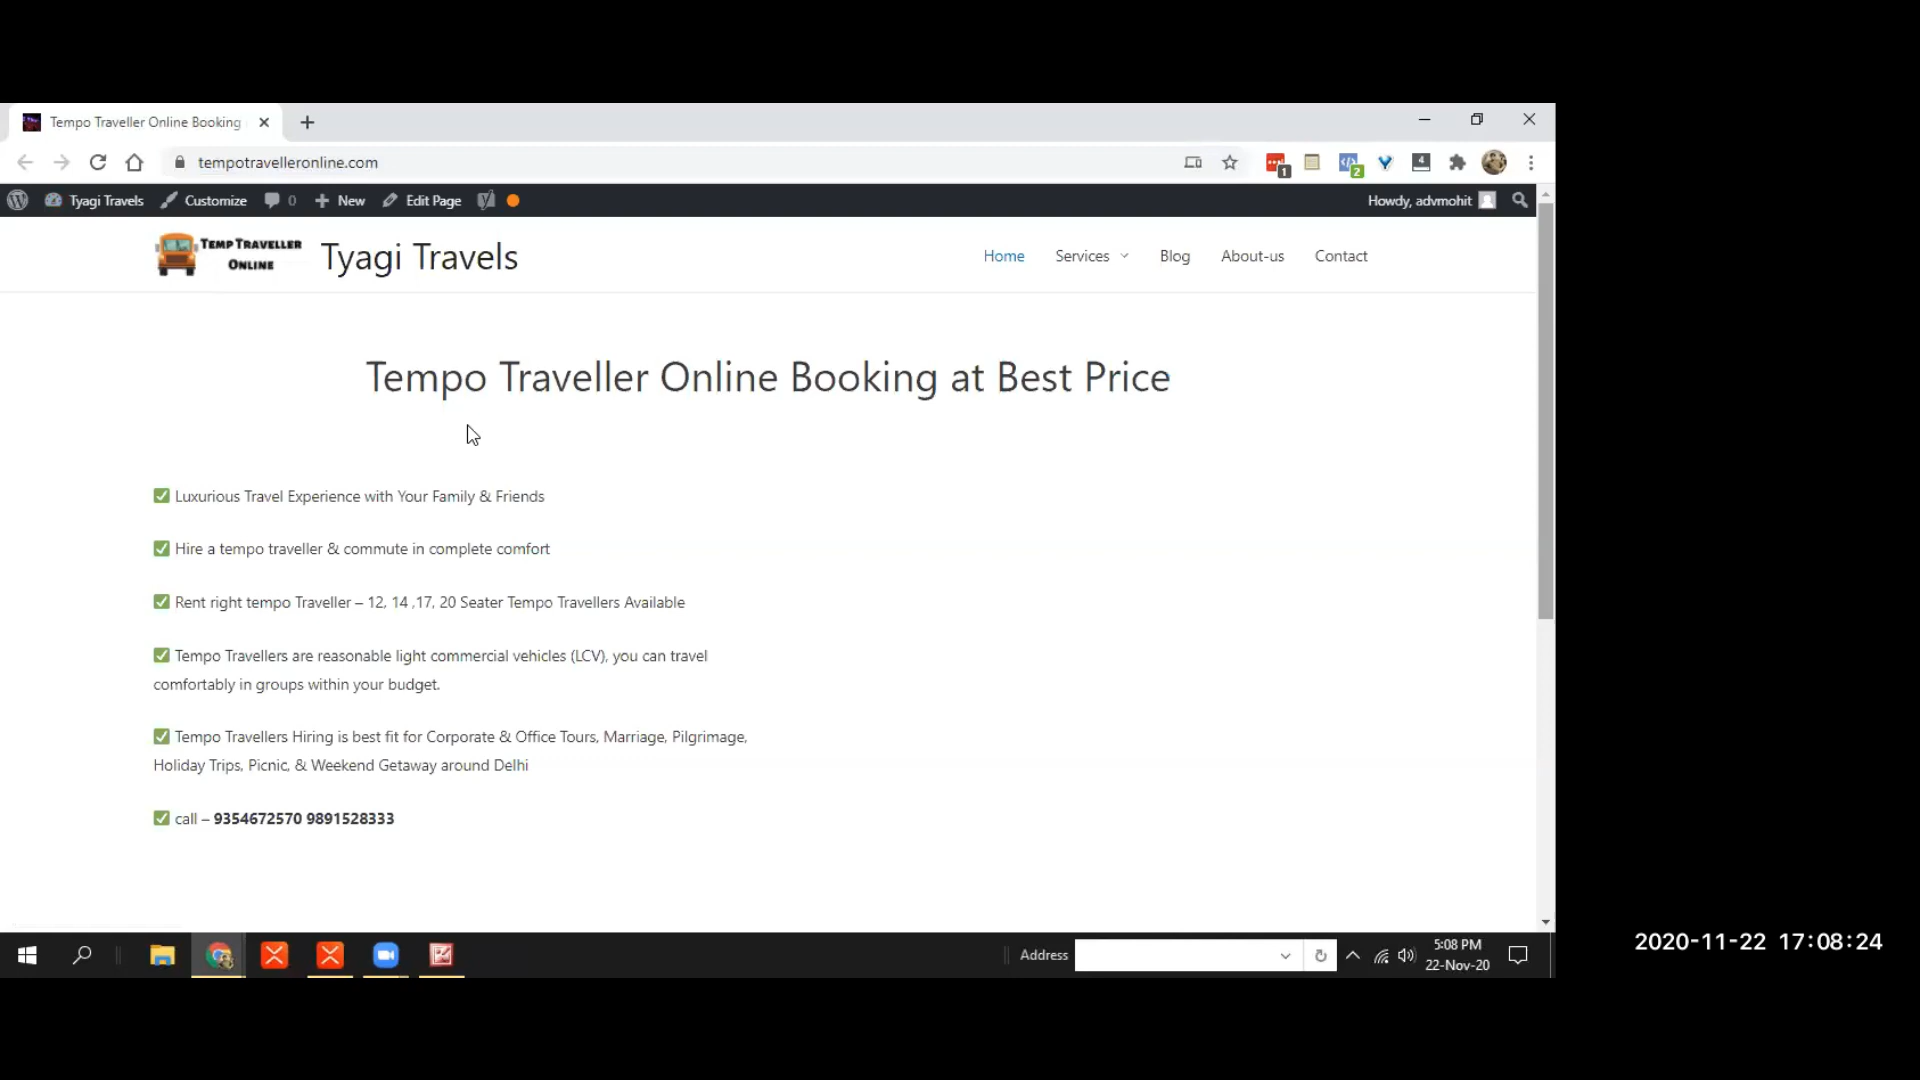 Tempo Traveller Online Booking
tempotravelleronline.com
1
2
4
Tyagi Travels Customize 0 New Edit Page Howdy, advmohit
TEMP TRAVELLER
ONLINE
Tyagi Travels
Home Services Blog About-us Contact
Tempo Traveller Online Booking at Best Price
✅ Luxurious Travel Experience with Your Family & Friends
✅ Hire a tempo traveller & commute in complete comfort
✅ Rent right tempo Traveller – 12, 14 ,17, 20 Seater Tempo Travellers Available
✅ Tempo Travellers are reasonable light commercial vehicles (LCV), you can travel
comfortably in groups within your budget.
✅ Tempo Travellers Hiring is best fit for Corporate & Office Tours, Marriage, Pilgrimage,
Holiday Trips, Picnic, & Weekend Getaway around Delhi
✅ call – 9354672570 9891528333
Address
5:08 PM
22-Nov-20
2020-11-22 17:08:24